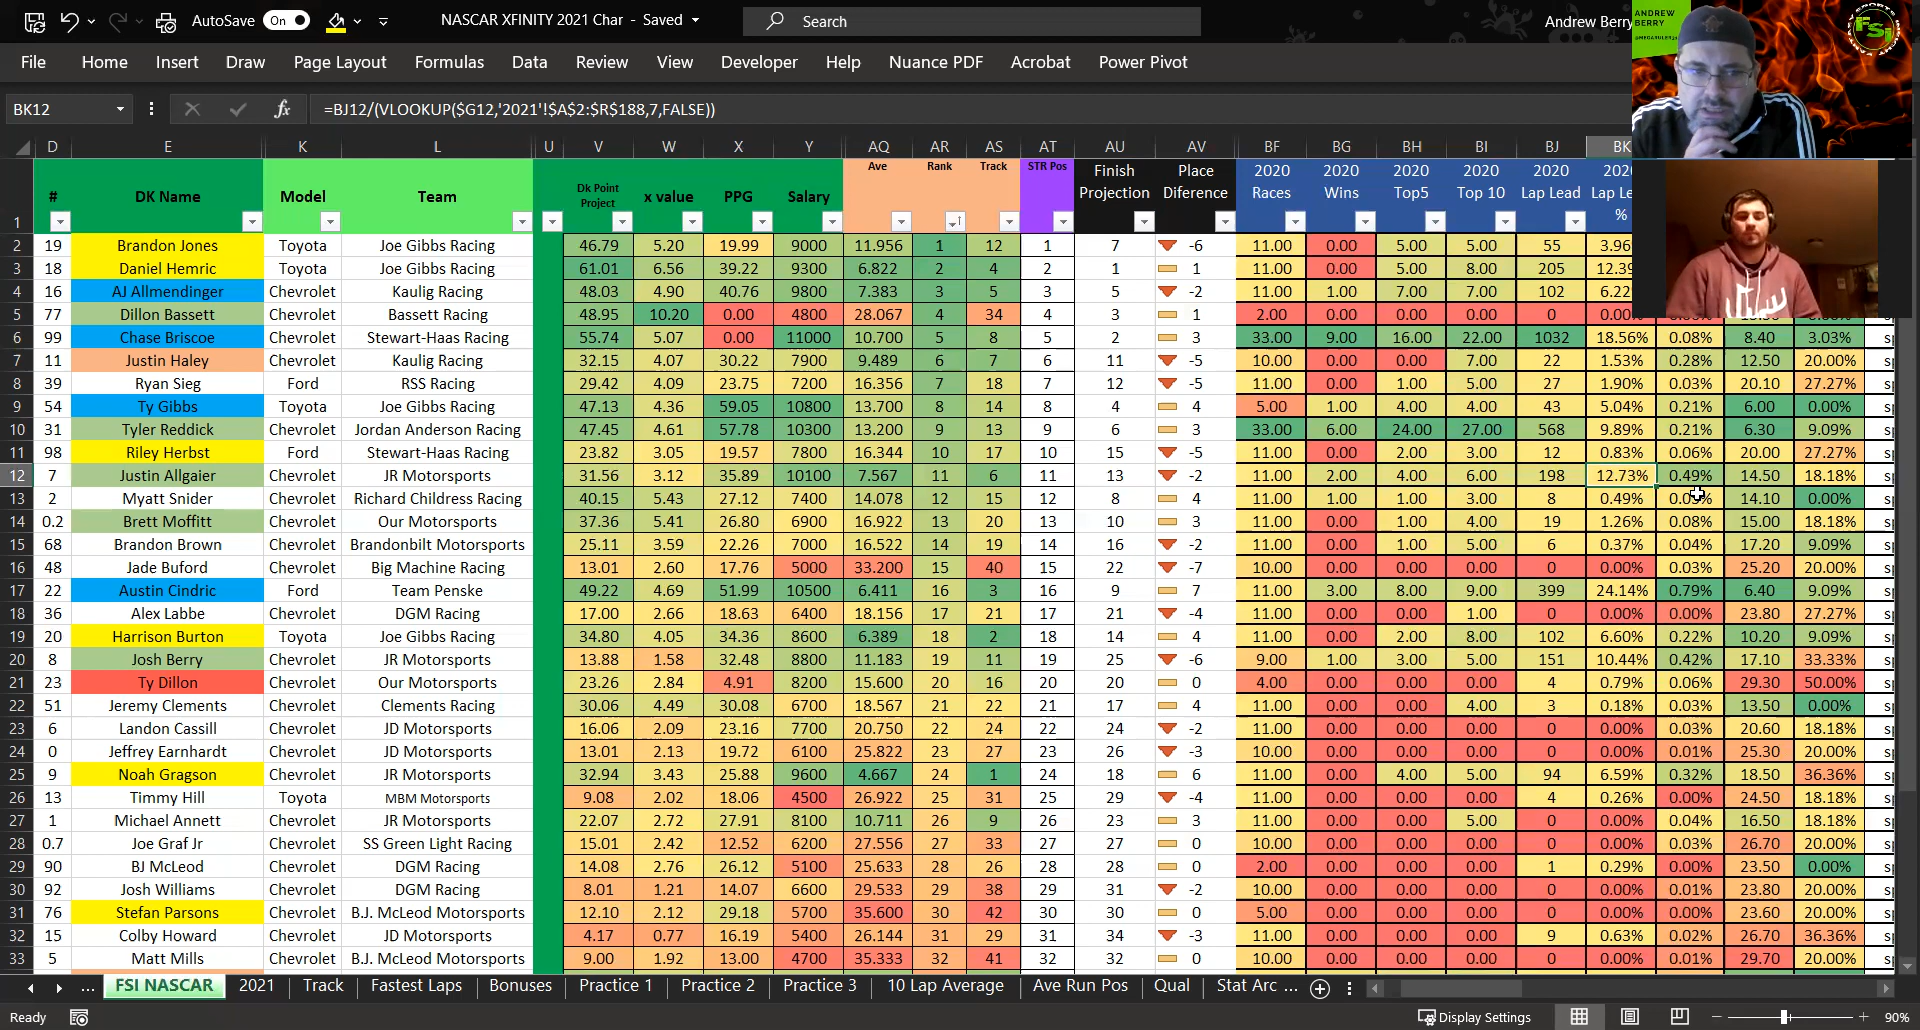 AutoSave On NASCAR XFINITY 2021 Char - Saved Search Andrew Berry
File Home Insert Draw Page Layout Formulas Data Review View Developer Help Nuance PDF Acrobat Power Pivot
ANDREW BERRY
FSi
BK12 fx =BJ12/(VLOOKUP($G12,'2021'!$A$2:$R$188,7,FALSE))
D E K L U V W X Y AQ AR AS AT AU AV BF BG BH BI BJ BK
1 # DK Name Model Team Dk Point Project x value PPG Salary Ave Rank Track STR Pos Finish Projection Place Diference 2020 Races 2020 Wins 2020 Top5 2020 Top 10 2020 Lap Lead
2 19 Brandon Jones Toyota Joe Gibbs Racing 46.79 5.20 19.99 9000 11.956 1 12 1 7 -6 11.00 0.00 5.00 5.00 55
3 18 Daniel Hemric Toyota Joe Gibbs Racing 61.01 6.56 39.22 9300 6.822 2 4 2 1 1 11.00 0.00 5.00 8.00 205
4 16 AJ Allmendinger Chevrolet Kaulig Racing 48.03 4.90 40.76 9800 7.383 3 5 3 5 -2 11.00 1.00 7.00 7.00 102
5 77 Dillon Bassett Chevrolet Bassett Racing 48.95 10.20 0.00 4800 28.067 4 34 4 3 1 2.00 0.00 0.00 0.00 0
6 99 Chase Briscoe Ford Stewart-Haas Racing 55.74 5.07 0.00 11000 10.700 5 8 5 2 3 33.00 9.00 16.00 22.00 1032 18.56% 0.08% 8.40 3.03%
7 11 Justin Haley Chevrolet Kaulig Racing 32.15 4.07 30.22 7900 9.489 6 7 6 11 -5 10.00 0.00 0.00 7.00 22 1.53% 0.28% 12.50 20.00%
8 39 Ryan Sieg Ford RSS Racing 29.42 4.09 23.75 7200 16.356 7 18 7 12 -5 11.00 0.00 1.00 5.00 27 1.90% 0.03% 20.10 27.27%
9 54 Ty Gibbs Toyota Joe Gibbs Racing 47.13 4.36 59.05 10800 13.700 8 14 8 4 4 5.00 1.00 4.00 4.00 43 5.04% 0.21% 6.00 0.00%
10 31 Tyler Reddick Chevrolet Jordan Anderson Racing 47.45 4.61 57.78 10300 13.200 9 13 9 6 3 33.00 6.00 24.00 27.00 568 9.89% 0.21% 6.30 9.09%
11 98 Riley Herbst Ford Stewart-Haas Racing 23.82 3.05 19.57 7800 16.344 10 17 10 15 -5 11.00 0.00 2.00 3.00 12 0.83% 0.06% 20.00 27.27%
12 7 Justin Allgaier Chevrolet JR Motorsports 31.56 3.12 35.89 10100 7.567 11 6 11 13 -2 11.00 2.00 4.00 6.00 198 12.73% 0.49% 14.50 18.18%
13 2 Myatt Snider Chevrolet Richard Childress Racing 40.15 5.43 27.12 7400 14.078 12 15 12 8 4 11.00 1.00 1.00 3.00 8 0.49% 14.10 0.00%
14 0.2 Brett Moffitt Chevrolet Our Motorsports 37.36 5.41 26.80 6900 16.922 13 20 13 10 3 11.00 0.00 1.00 4.00 19 1.26% 0.08% 15.00 18.18%
15 68 Brandon Brown Chevrolet Brandonbilt Motorsports 25.11 3.59 22.26 7000 16.522 14 19 14 16 -2 11.00 0.00 1.00 5.00 6 0.37% 0.04% 17.20 9.09%
16 48 Jade Buford Chevrolet Big Machine Racing 13.01 2.60 17.76 5000 33.200 15 40 15 22 -7 10.00 0.00 0.00 0.00 0 0.00% 0.03% 25.20 20.00%
17 22 Austin Cindric Ford Team Penske 49.22 4.69 51.99 10500 6.411 16 3 16 9 7 11.00 3.00 8.00 9.00 399 24.14% 0.79% 6.40 9.09%
18 36 Alex Labbe Chevrolet DGM Racing 17.00 2.66 18.63 6400 18.156 17 21 17 21 -4 11.00 0.00 0.00 1.00 0 0.00% 0.00% 23.80 27.27%
19 20 Harrison Burton Toyota Joe Gibbs Racing 34.80 4.05 34.36 8600 6.389 18 2 18 14 4 11.00 0.00 2.00 8.00 102 6.60% 0.22% 10.20 9.09%
20 8 Josh Berry Chevrolet JR Motorsports 13.88 1.58 32.48 8800 11.183 19 11 19 25 -6 9.00 1.00 3.00 5.00 151 10.44% 0.42% 17.10 33.33%
21 23 Ty Dillon Chevrolet Our Motorsports 23.26 2.84 4.91 8200 15.600 20 16 20 20 0 4.00 0.00 0.00 0.00 4 0.79% 0.06% 29.30 50.00%
22 51 Jeremy Clements Chevrolet Clements Racing 30.06 4.49 30.08 6700 18.567 21 22 21 17 4 11.00 0.00 0.00 4.00 3 0.18% 0.03% 13.50 0.00%
23 6 Landon Cassill Chevrolet JD Motorsports 16.06 2.09 23.16 7700 20.750 22 24 22 24 -2 11.00 0.00 0.00 0.00 0 0.00% 0.03% 20.60 18.18%
24 0 Jeffrey Earnhardt Chevrolet JD Motorsports 13.01 2.13 19.72 6100 25.822 23 27 23 26 -3 10.00 0.00 0.00 0.00 0 0.00% 0.01% 25.30 20.00%
25 9 Noah Gragson Chevrolet JR Motorsports 32.94 3.43 25.88 9600 4.667 24 1 24 18 6 11.00 0.00 4.00 5.00 94 6.59% 0.32% 18.50 36.36%
26 13 Timmy Hill Toyota MBM Motorsports 9.08 2.02 18.06 4500 26.922 25 31 25 29 -4 11.00 0.00 0.00 0.00 4 0.26% 0.00% 24.50 18.18%
27 1 Michael Annett Chevrolet JR Motorsports 22.07 2.72 27.91 8100 10.711 26 9 26 23 3 11.00 0.00 0.00 5.00 0 0.00% 0.04% 16.50 18.18%
28 0.7 Joe Graf Jr Chevrolet SS Green Light Racing 15.01 2.42 12.52 6200 27.556 27 33 27 27 0 10.00 0.00 0.00 0.00 0 0.00% 0.03% 26.70 20.00%
29 90 BJ McLeod Chevrolet DGM Racing 14.08 2.76 26.12 5100 25.633 28 26 28 28 0 2.00 0.00 0.00 0.00 1 0.29% 0.00% 23.50 0.00%
30 92 Josh Williams Chevrolet DGM Racing 8.01 1.21 14.07 6600 29.533 29 38 29 31 -2 10.00 0.00 0.00 0.00 0 0.00% 0.01% 23.80 20.00%
31 76 Stefan Parsons Chevrolet B.J. McLeod Motorsports 12.10 2.12 29.18 5700 35.600 30 42 30 30 0 5.00 0.00 0.00 0.00 0 0.00% 0.00% 23.60 20.00%
32 15 Colby Howard Chevrolet JD Motorsports 4.17 0.77 16.19 5400 26.144 31 29 31 34 -3 11.00 0.00 0.00 0.00 9 0.63% 0.02% 26.70 36.36%
33 5 Matt Mills Chevrolet B.J. McLeod Motorsports 9.00 1.92 13.00 4700 35.333 32 41 32 32 0 10.00 0.00 0.00 0.00 0 0.00% 0.01% 29.70 20.00%
... FSI NASCAR 2021 Track Fastest Laps Bonuses Practice 1 Practice 2 Practice 3 10 Lap Average Ave Run Pos Qual Stat Arc ...
Ready Display Settings 90%